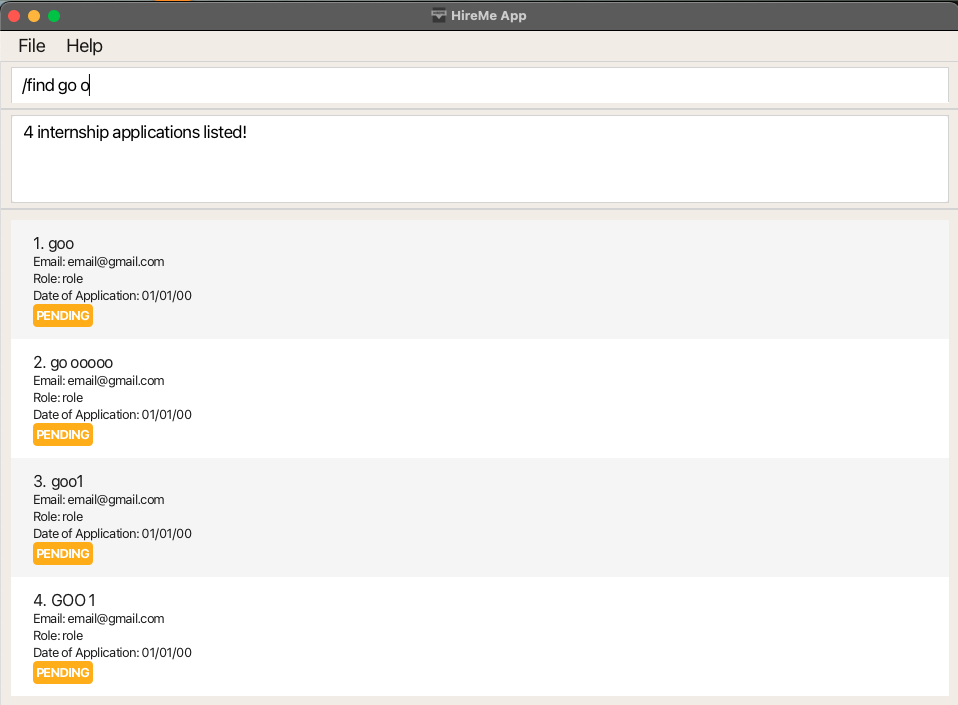 HireMe App
File Help
/find go o
4 internship applications listed!
1. goo
Email: email@gmail.com
Role: role
Date of Application: 01/01/00
PENDING
2. go ooooo
Email: email@gmail.com
Role: role
Date of Application: 01/01/00
PENDING
3. goo1
Email: email@gmail.com
Role: role
Date of Application: 01/01/00
PENDING
4. GOO 1
Email: email@gmail.com
Role: role
Date of Application: 01/01/00
PENDING